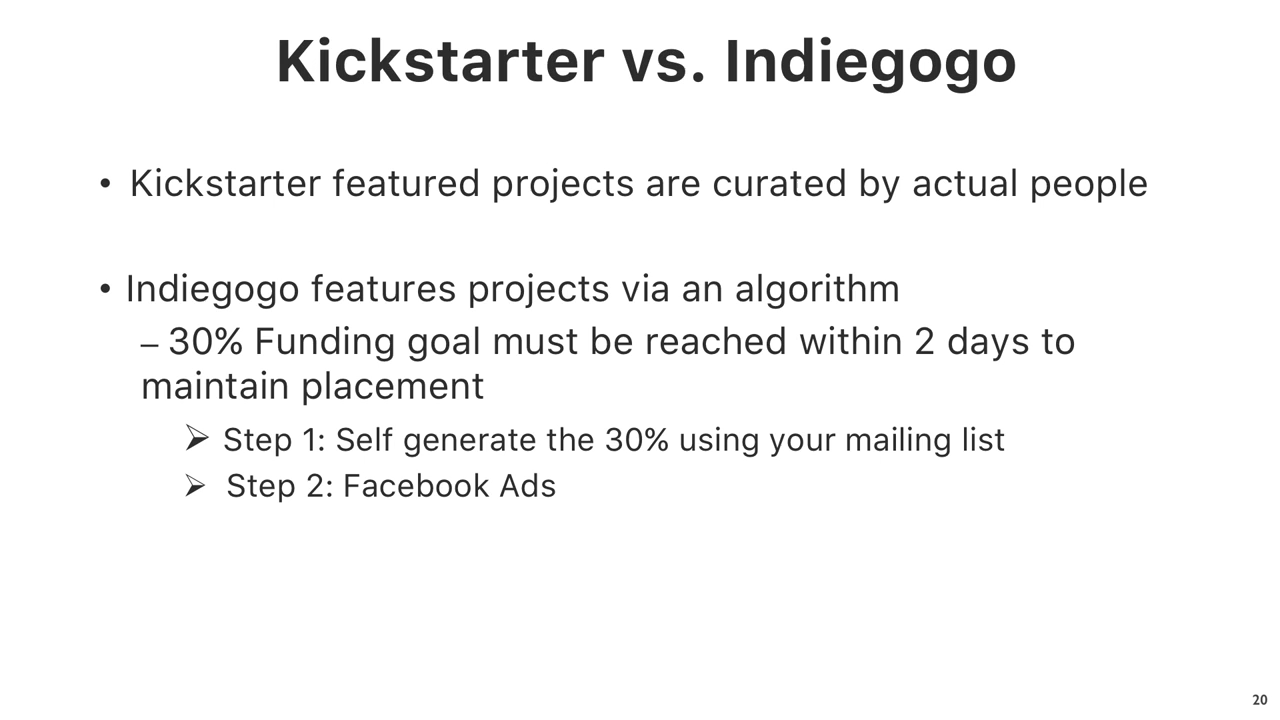 Kickstarter vs. Indiegogo
• Kickstarter featured projects are curated by actual people
• Indiegogo features projects via an algorithm
– 30% Funding goal must be reached within 2 days to
maintain placement
➢ Step 1: Self generate the 30% using your mailing list
➢ Step 2: Facebook Ads
20